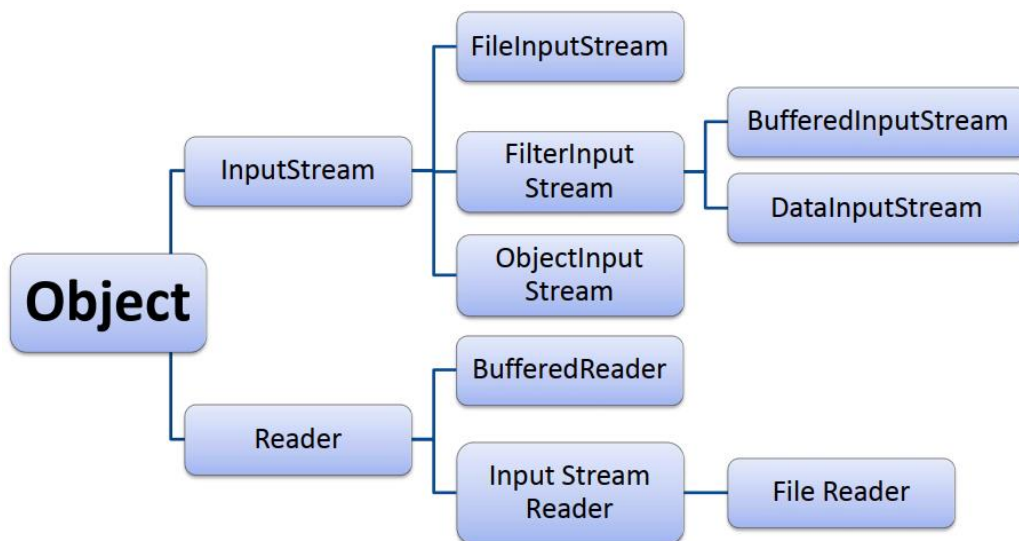 FileInputStream
BufferedInputStream
InputStream
FilterInput
Stream
DataInputStream
Object
ObjectInput
Stream
BufferedReader
Reader
Input Stream
Reader
File Reader